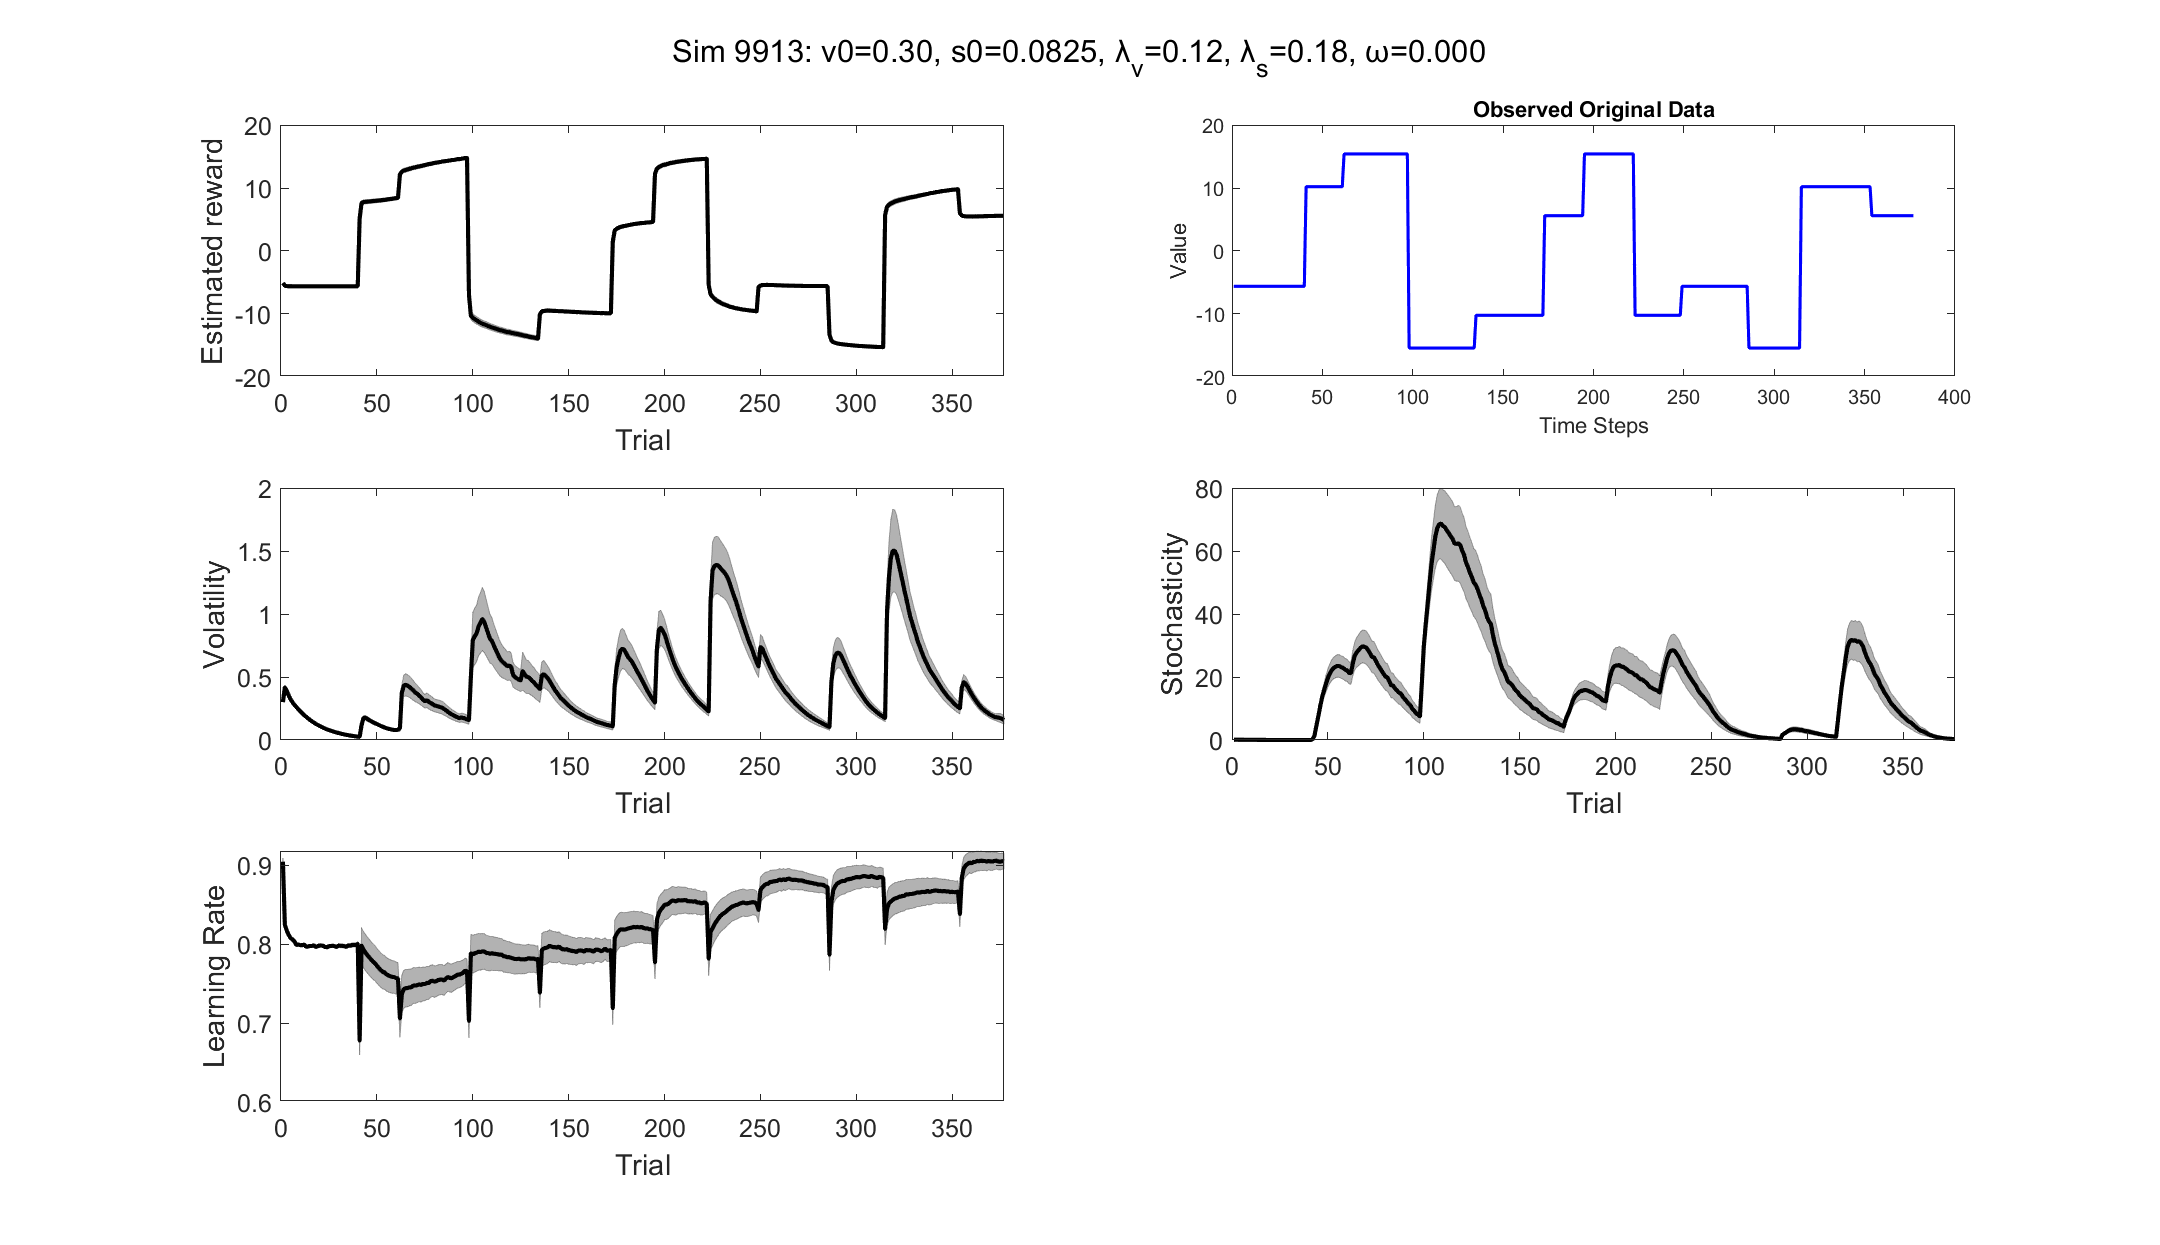 Sim 9913: v0=0.30, s0=0.0825, λ_v=0.12, λ_s=0.18, ω=0.000
20
10
0
-10
-20
Estimated reward
0 50 100 150 200 250 300 350
Trial
Observed Original Data
20
10
0
-10
-20
Value
0 50 100 150 200 250 300 350 400
Time Steps
2
1.5
1
0.5
0
Volatility
0 50 100 150 200 250 300 350
Trial
80
60
40
20
0
Stochasticity
0 50 100 150 200 250 300 350
Trial
0.9
0.8
0.7
0.6
Learning Rate
0 50 100 150 200 250 300 350
Trial